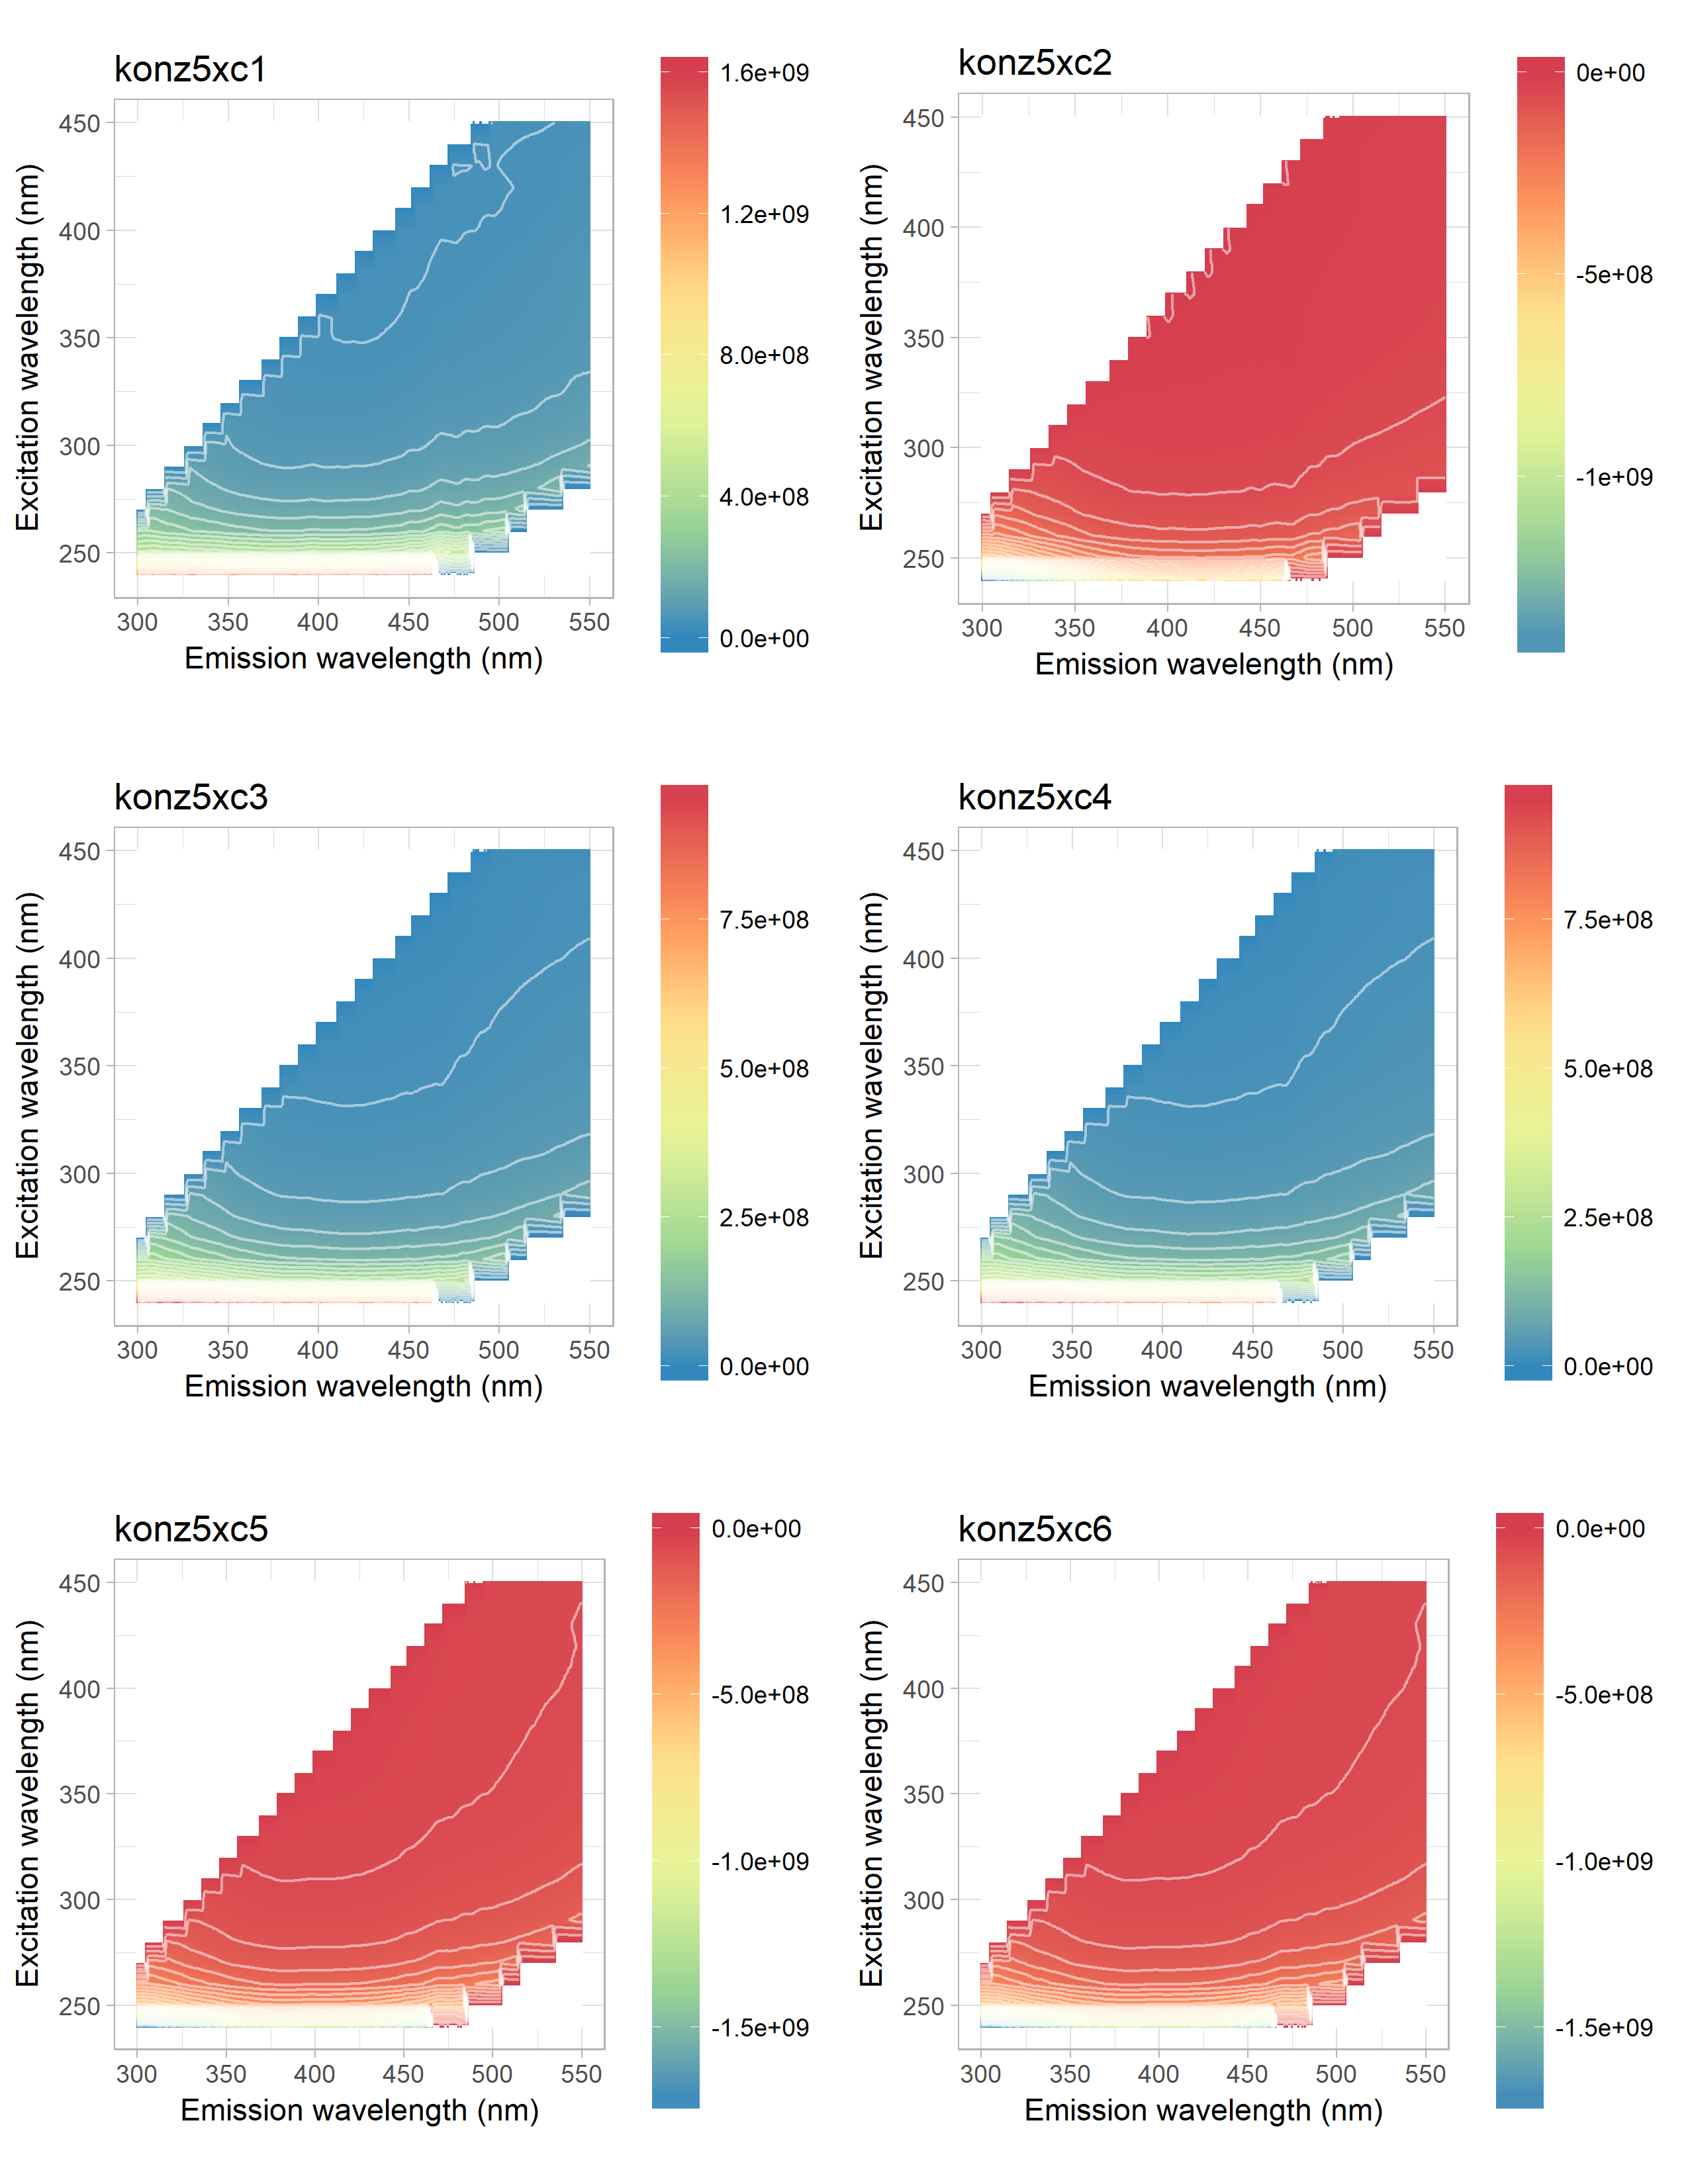 konz5xc1
Excitation wavelength (nm)
450
400
350
300
250
300 350 400 450 500 550
Emission wavelength (nm)
1.6e+09
1.2e+09
8.0e+08
4.0e+08
0.0e+00
konz5xc2
Excitation wavelength (nm)
450
400
350
300
250
300 350 400 450 500 550
Emission wavelength (nm)
0e+00
-5e+08
-1e+09
konz5xc3
Excitation wavelength (nm)
450
400
350
300
250
300 350 400 450 500 550
Emission wavelength (nm)
7.5e+08
5.0e+08
2.5e+08
0.0e+00
konz5xc4
Excitation wavelength (nm)
450
400
350
300
250
300 350 400 450 500 550
Emission wavelength (nm)
7.5e+08
5.0e+08
2.5e+08
0.0e+00
konz5xc5
Excitation wavelength (nm)
450
400
350
300
250
300 350 400 450 500 550
Emission wavelength (nm)
0.0e+00
-5.0e+08
-1.0e+09
-1.5e+09
konz5xc6
Excitation wavelength (nm)
450
400
350
300
250
300 350 400 450 500 550
Emission wavelength (nm)
0.0e+00
-5.0e+08
-1.0e+09
-1.5e+09